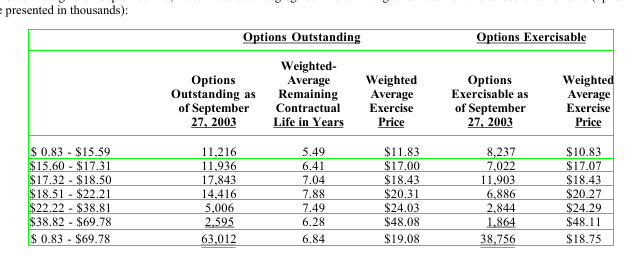 e presented in thousands):
Options Outstanding Options Exercisable
Weighted-
Options Average Weighted Options Weighted
Outstanding as Remaining Average Exercisable as Average
of September Contractual Exercise of September Exercise
27, 2003 Life in Years Price 27, 2003 Price
$ 0.83 - $15.59 11,216 5.49 $11.83 8,237 $10.83
$15.60 - $17.31 11,936 6.41 $17.00 7,022 $17.07
$17.32 - $18.50 17,843 7.04 $18.43 11,903 $18.43
$18.51 - $22.21 14,416 7.88 $20.31 6,886 $20.27
$22.22 - $38.81 5,006 7.49 $24.03 2,844 $24.29
$38.82 - $69.78 2,595 6.28 $48.08 1,864 $48.11
$ 0.83 - $69.78 63,012 6.84 $19.08 38,756 $18.75